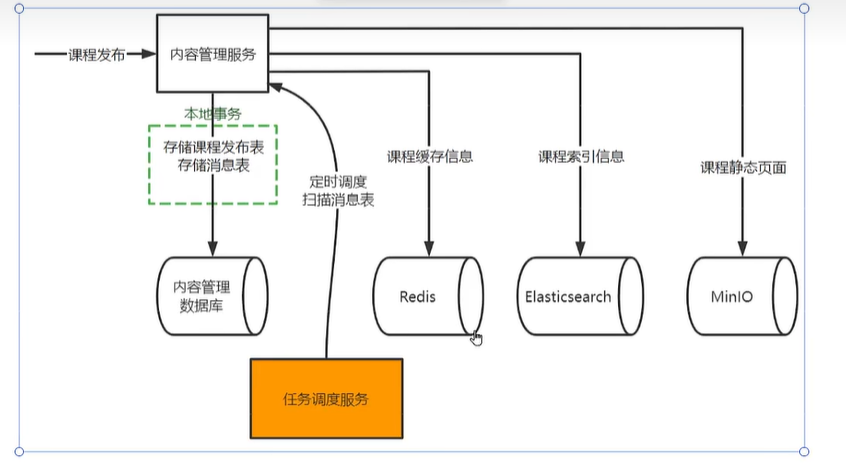 课程发布
内容管理服务
本地事务
存储课程发布表
存储消息表
定时调度
扫描消息表
课程缓存信息
课程索引信息
课程静态页面
内容管理
数据库
Redis
Elasticsearch
MinIO
任务调度服务